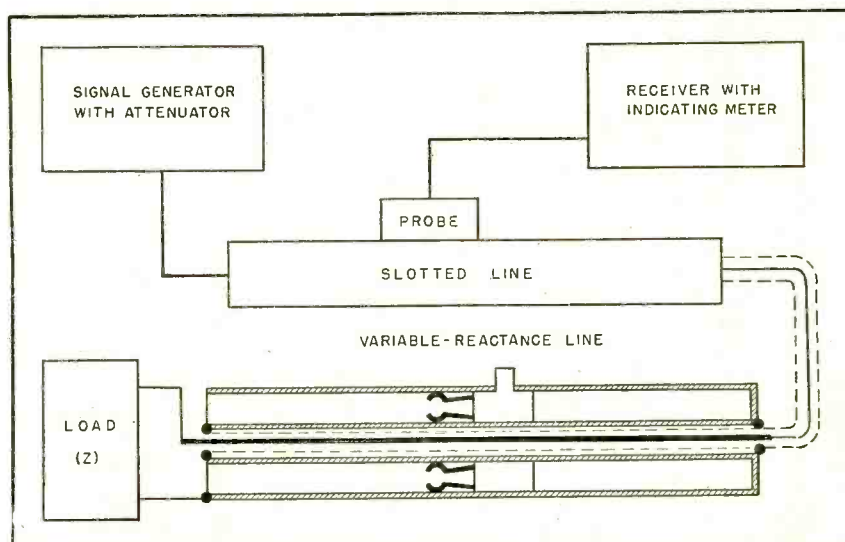 SIGNAL GENERATOR
WITH ATTENUATOR
RECEIVER WITH
INDICATING METER
PROBE
SLOTTED LINE
VARIABLE-REACTANCE LINE
LOAD
(Z)